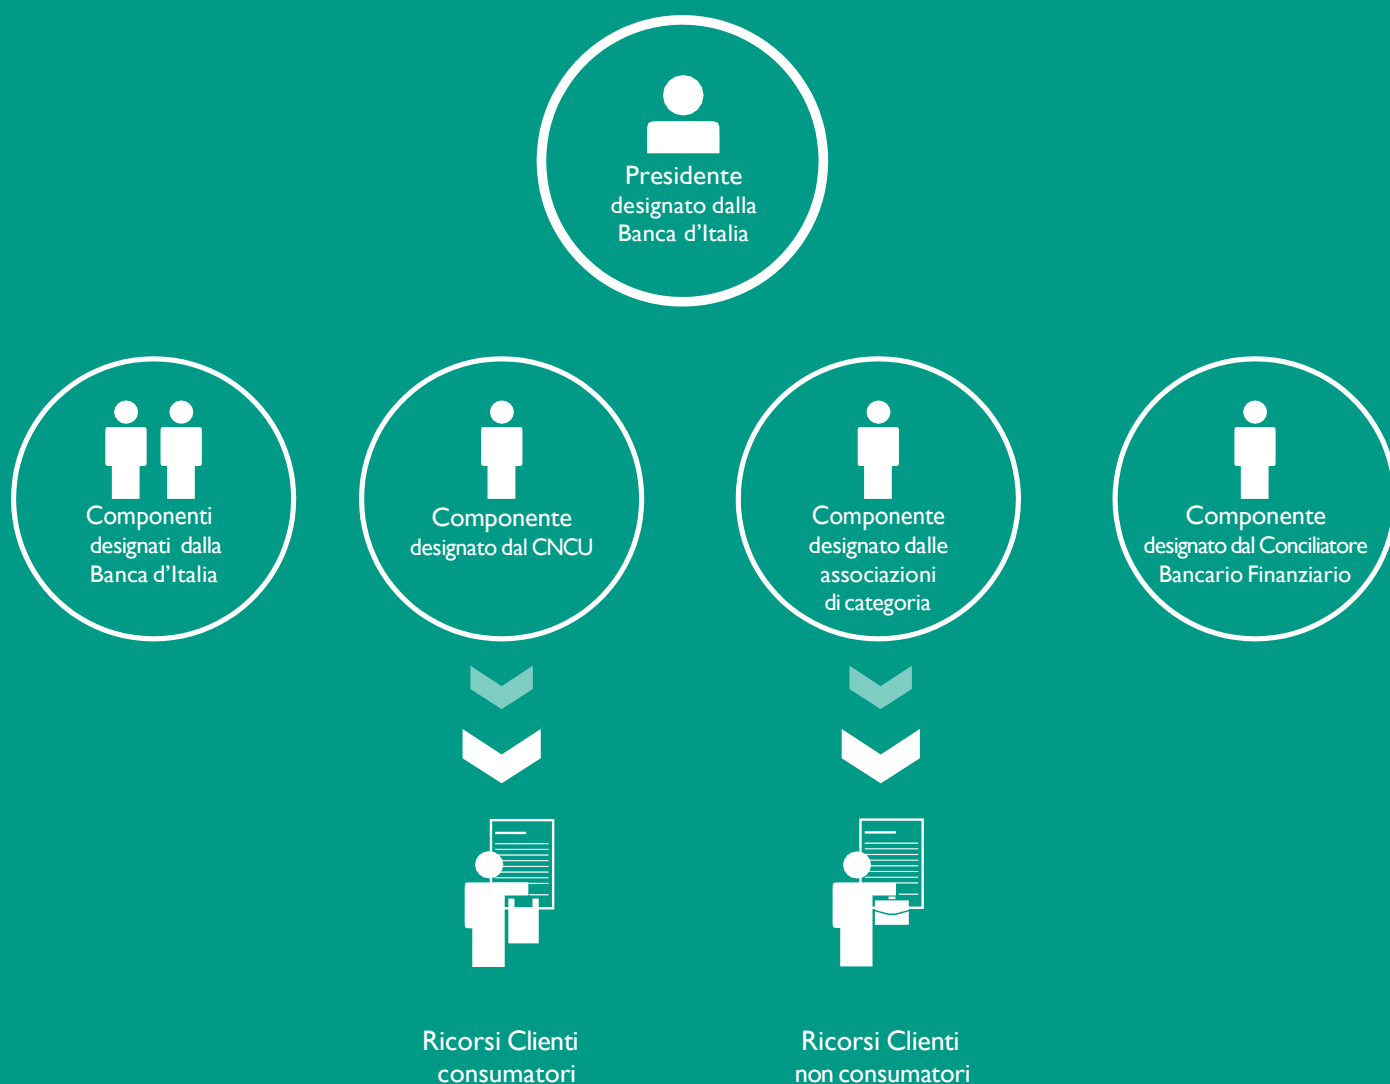 Presidente
designato dalla
Banca d'Italia
Componenti
designati dalla
Banca d'Italia
Componente
designato dal CNCU
Componente
designato dalle
associazioni
di categoria
Componente
designato dal Conciliatore
Bancario Finanziario
Ricorsi Clienti
consumatori
Ricorsi Clienti
non consumatori